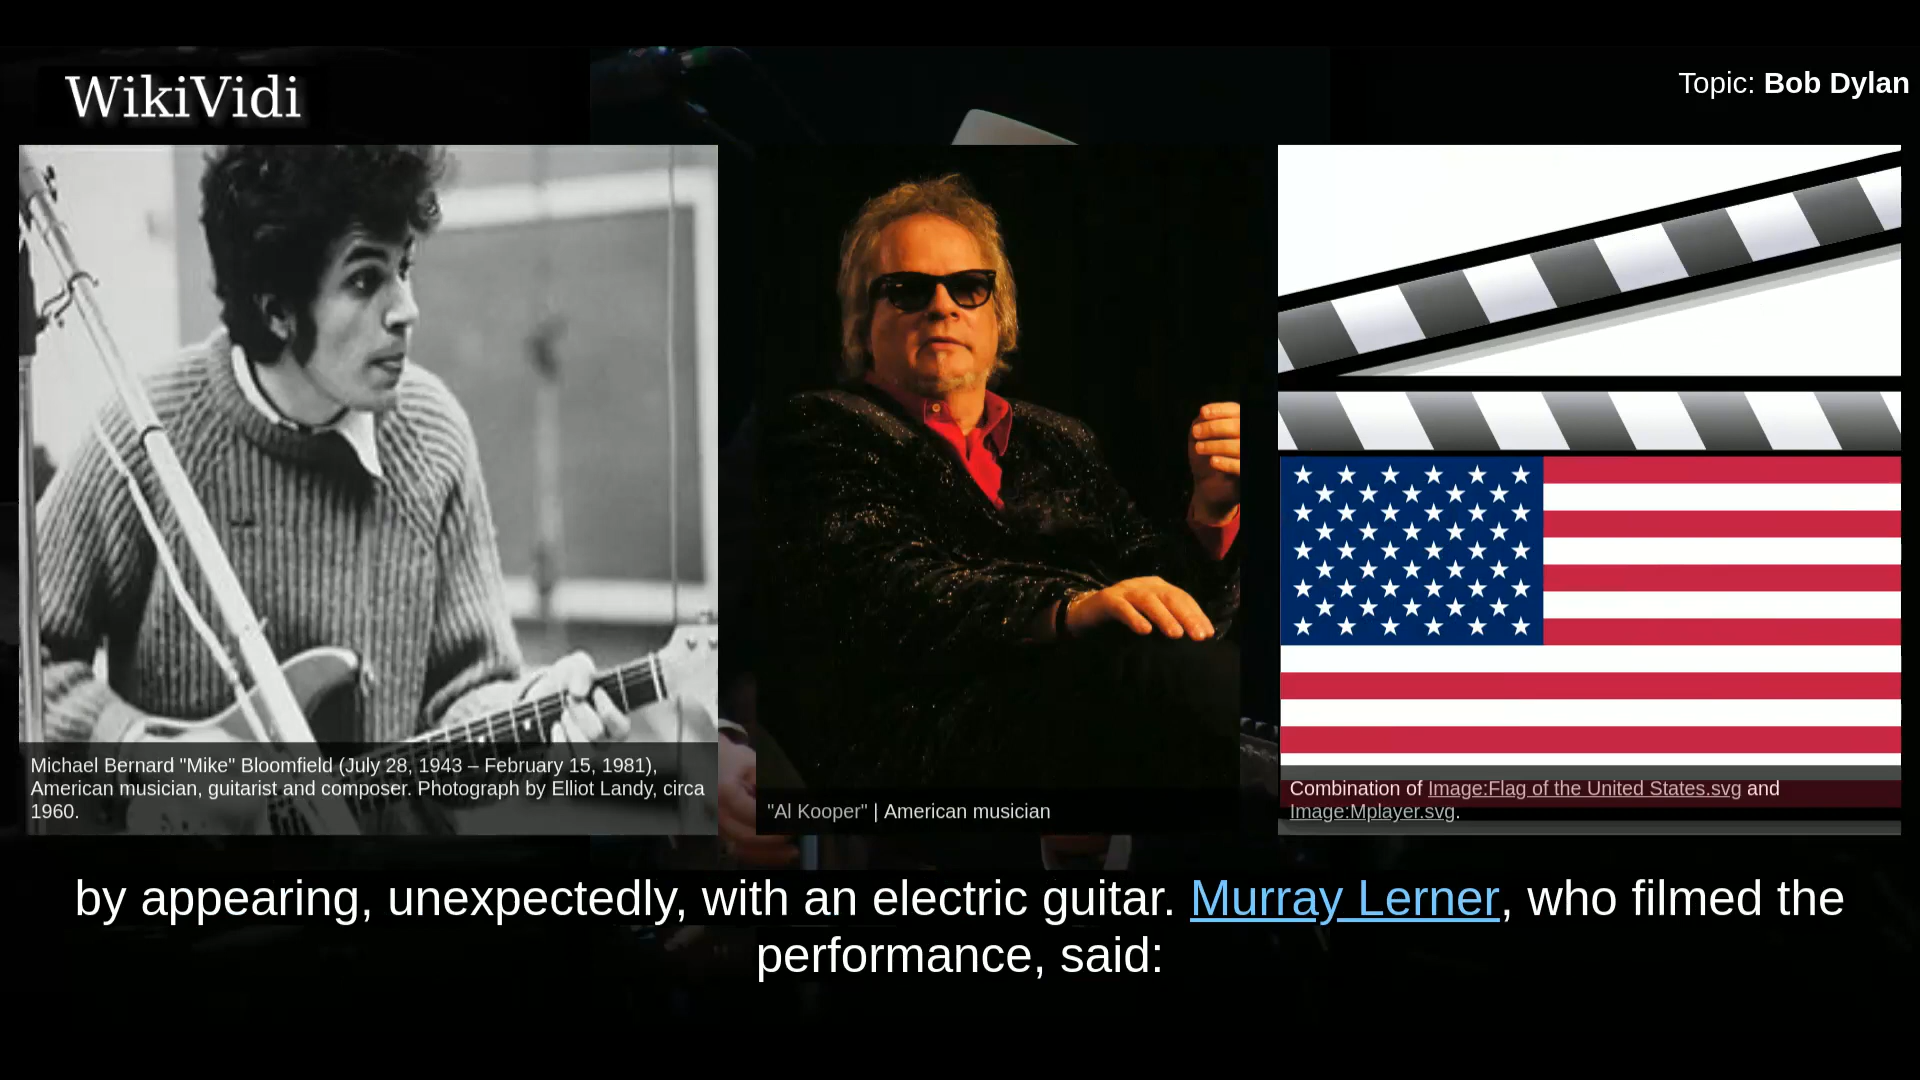 WikiVidi
Topic: Bob Dylan
Michael Bernard "Mike" Bloomfield (July 28, 1943 – February 15, 1981),
American musician, guitarist and composer. Photograph by Elliot Landy, circa
1960.
"Al Kooper" | American musician
Combination of Image:Flag of the United States.svg and
Image:Mplayer.svg.
by appearing, unexpectedly, with an electric guitar. Murray Lerner, who filmed the
performance, said: